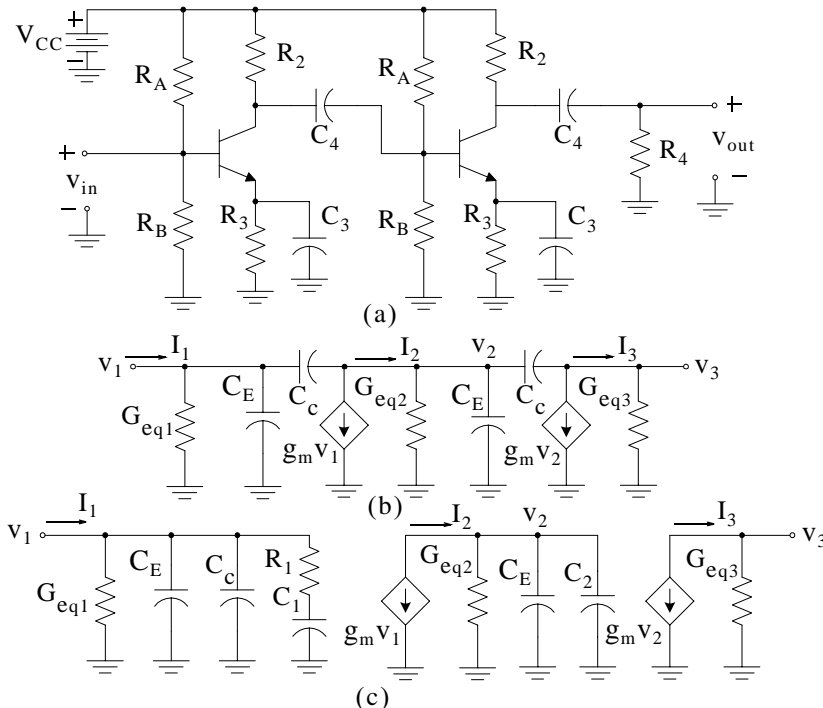 +
V_CC
−
R_A
R_2
R_A
R_2
C_4
C_4
+
v_in
−
+
v_out
−
R_4
R_B
R_3
C_3
R_B
R_3
C_3
(a)
v_1
I_1
I_2
v_2
I_3
v_3
G_eq1
C_E
C_c
G_eq2
C_E
C_c
G_eq3
g_m v_1
g_m v_2
(b)
v_1
I_1
I_2
v_2
I_3
v_3
G_eq1
C_E
C_c
R_1
C_1
G_eq2
C_E
C_2
G_eq3
g_m v_1
g_m v_2
(c)